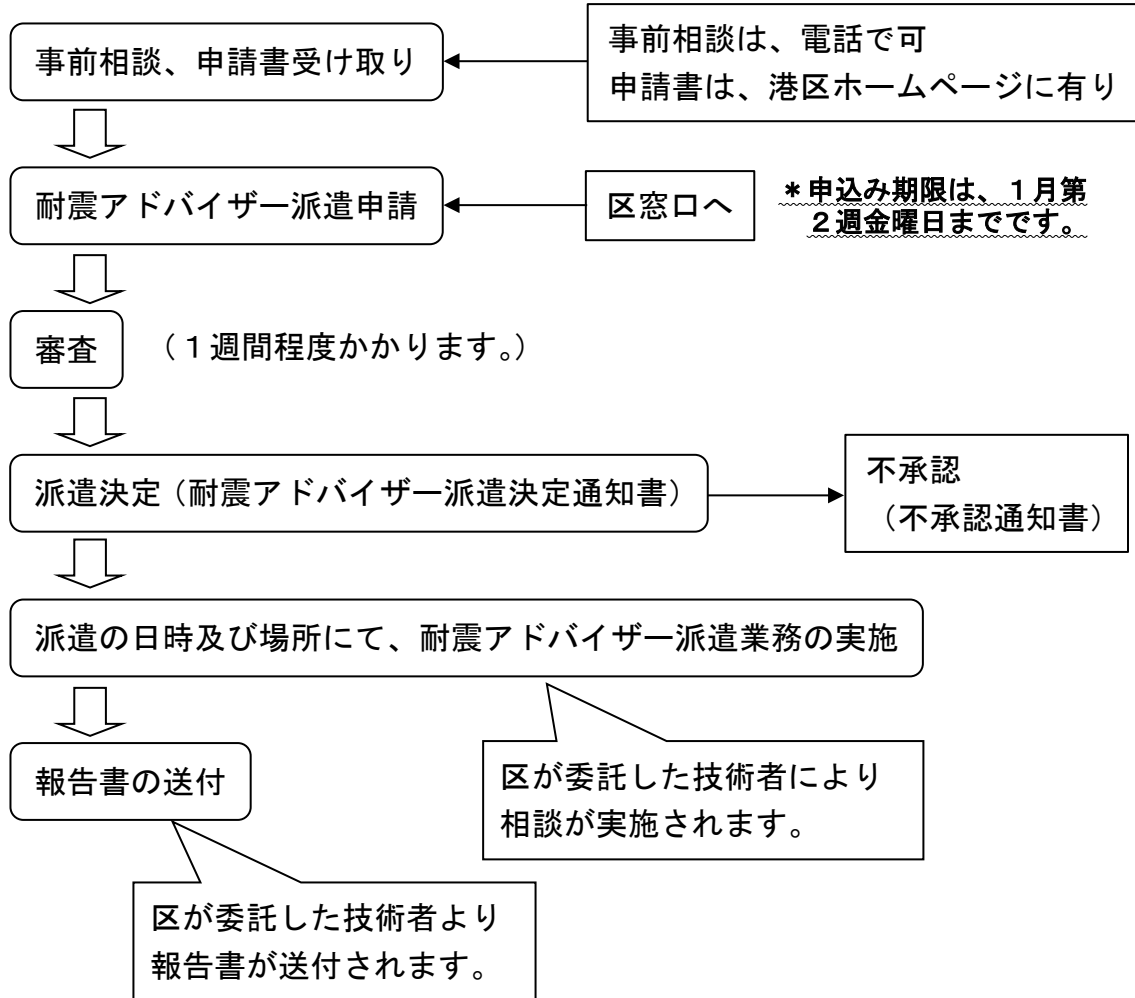 事前相談、申請書受け取り
事前相談は、電話で可
申請書は、港区ホームページに有り
耐震アドバイザー派遣申請
区窓口へ
＊申込み期限は、１月第
２週金曜日までです。
審査
（１週間程度かかります。）
派遣決定（耐震アドバイザー派遣決定通知書）
不承認
（不承認通知書）
派遣の日時及び場所にて、耐震アドバイザー派遣業務の実施
区が委託した技術者により
相談が実施されます。
報告書の送付
区が委託した技術者より
報告書が送付されます。